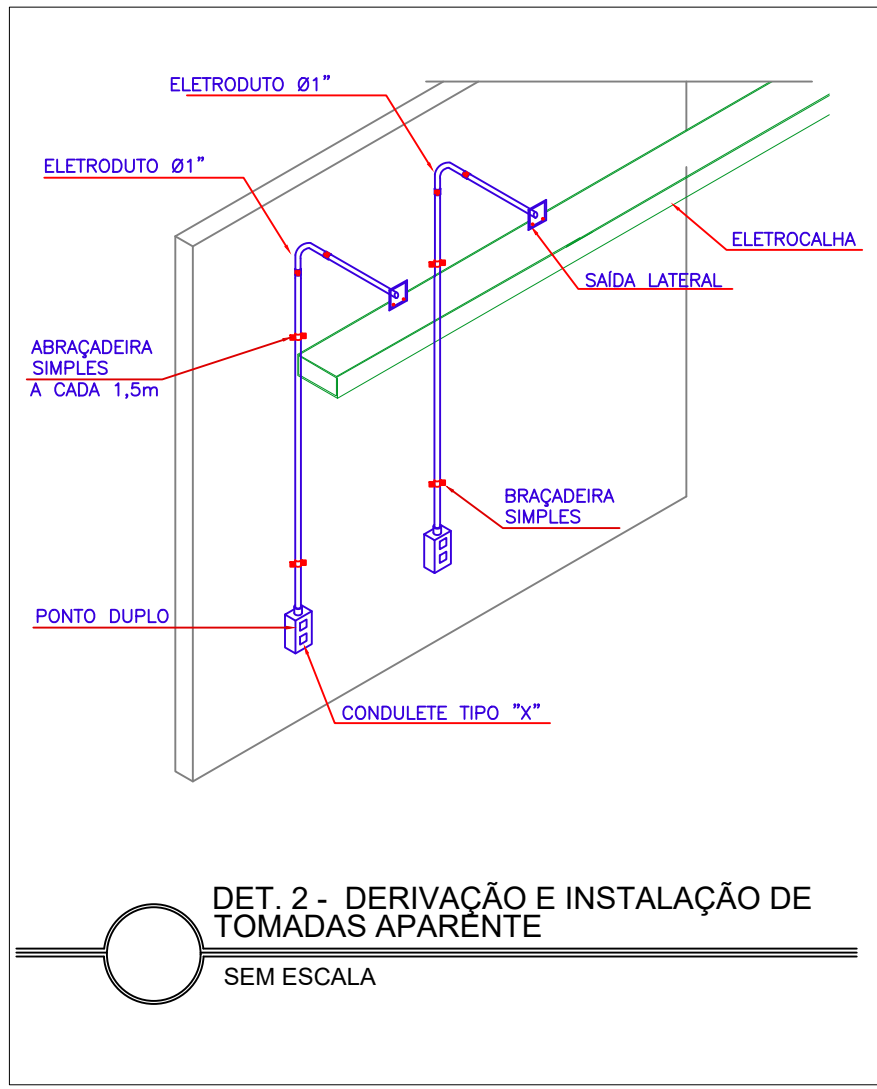 ELETRODUTO Ø1”
ELETRODUTO Ø1”
ELETROCALHA
SAÍDA LATERAL
ABRAÇADEIRA
SIMPLES
A CADA 1,5m
BRAÇADEIRA
SIMPLES
PONTO DUPLO
CONDULETE TIPO ”X”
DET. 2 - DERIVAÇÃO E INSTALAÇÃO DE
TOMADAS APARENTE
SEM ESCALA